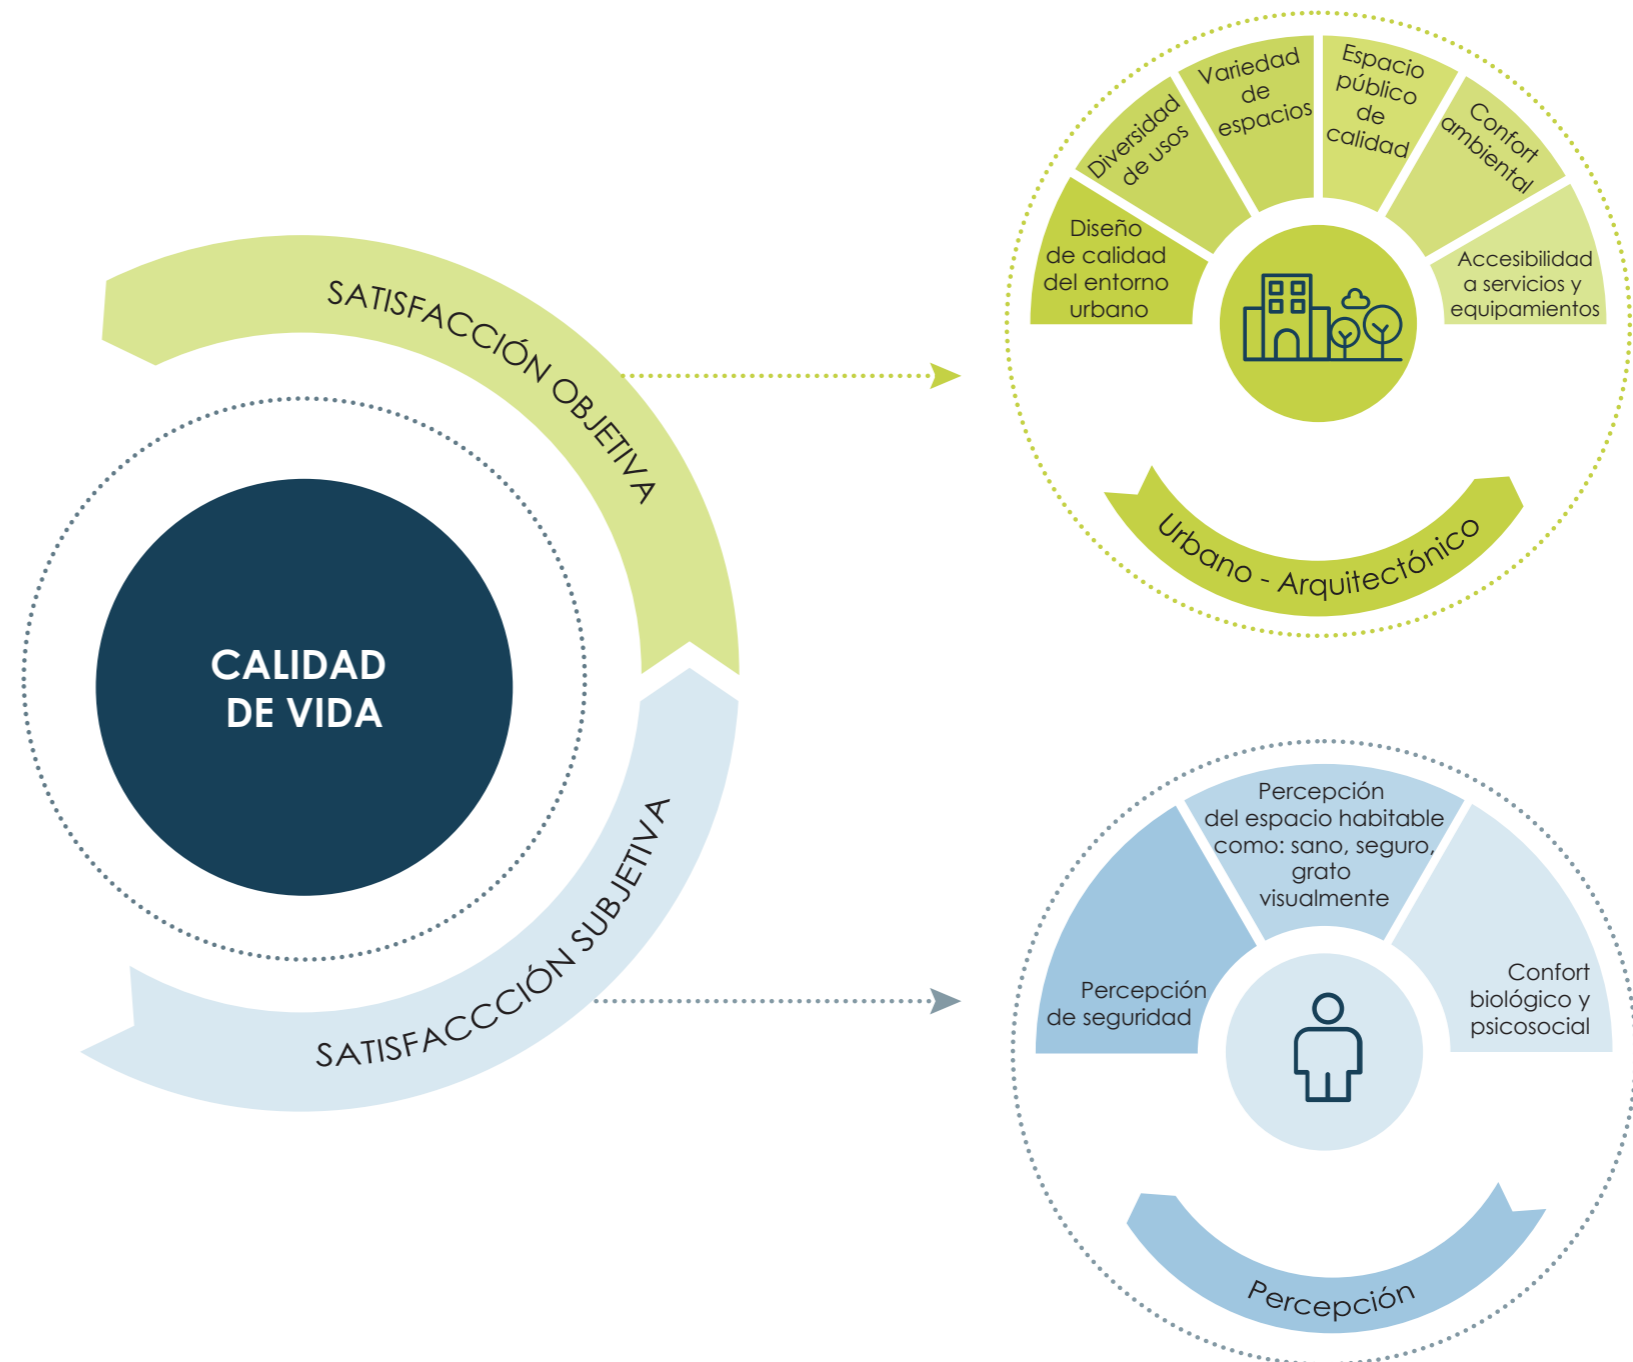 CALIDAD
DE VIDA
SATISFACCIÓN OBJETIVA
SATISFACCCIÓN SUBJETIVA
Diseño
de calidad
del entorno
urbano
Diversidad
de usos
Variedad
de
espacios
Espacio
público
de
calidad
Confort
ambiental
Accesibilidad
a servicios y
equipamientos
Urbano - Arquitectónico
Percepción
de seguridad
Percepción
del espacio habitable
como: sano, seguro,
grato
visualmente
Confort
biológico y
psicosocial
Percepción